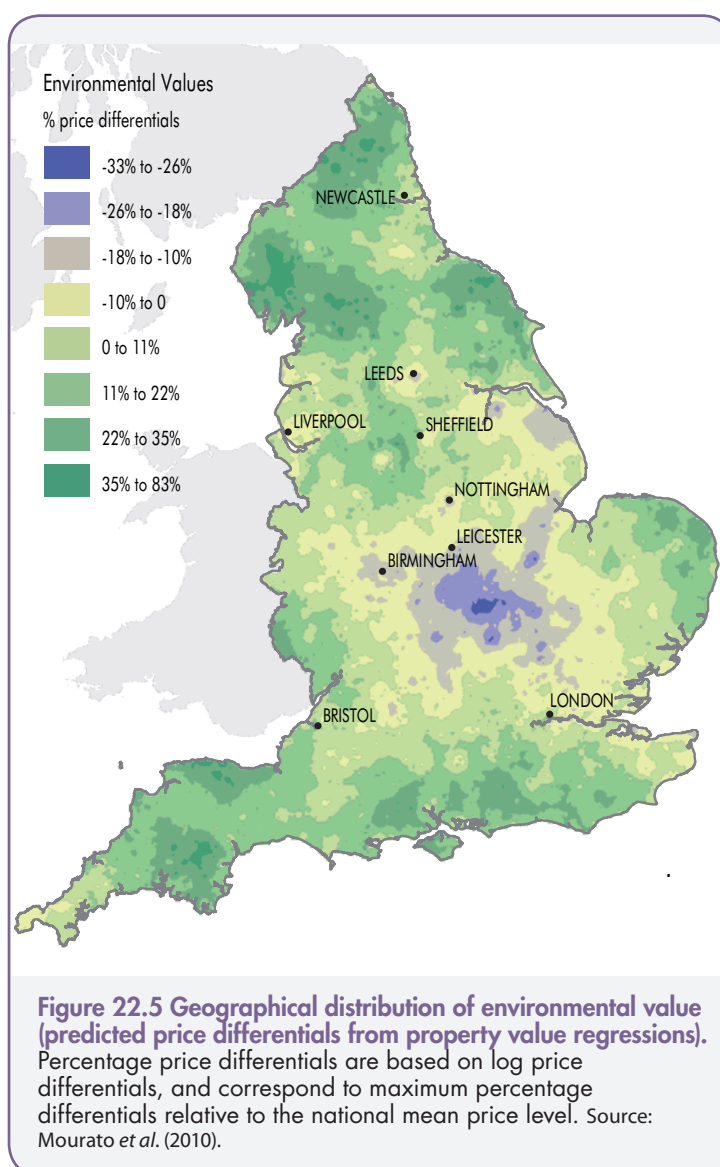 Environmental Values
% price differentials
-33% to -26%
-26% to -18%
-18% to -10%
-10% to 0
0 to 11%
11% to 22%
22% to 35%
35% to 83%
NEWCASTLE
LEEDS
LIVERPOOL
SHEFFIELD
NOTTINGHAM
LEICESTER
BIRMINGHAM
LONDON
BRISTOL
Figure 22.5 Geographical distribution of environmental value
(predicted price differentials from property value regressions).
Percentage price differentials are based on log price
differentials, and correspond to maximum percentage
differentials relative to the national mean price level. Source:
Mourato et al. (2010).